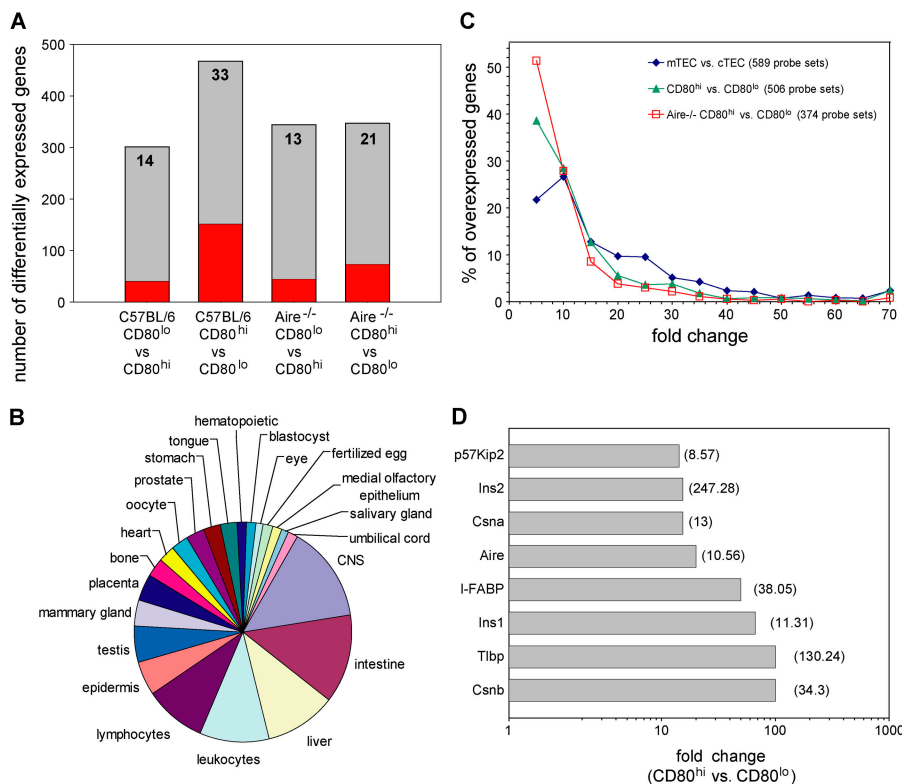 A
number of differentially expressed genes
500
400
300
200
100
0
14
33
13
21
C57BL/6
CD80lo
vs
CD80hi
C57BL/6
CD80hi
vs
CD80lo
Aire-/-
CD80lo
vs
CD80hi
Aire-/-
CD80hi
vs
CD80lo
C
% of overexpressed genes
50
40
30
20
10
0
0
10
20
30
40
50
60
70
fold change
mTEC vs. cTEC (589 probe sets)
CD80hi vs. CD80lo (506 probe sets)
Aire-/- CD80hi vs. CD80lo (374 probe sets)
B
hematopoietic
blastocyst
tongue
eye
stomach
fertilized egg
prostate
medial olfactory
epithelium
oocyte
salivary gland
heart
umbilical cord
bone
CNS
placenta
mammary gland
testis
intestine
epidermis
lymphocytes
liver
leukocytes
D
p57Kip2
(8.57)
Ins2
(247.28)
Csna
(13)
Aire
(10.56)
I-FABP
(38.05)
Ins1
(11.31)
Tlbp
(130.24)
Csnb
(34.3)
1
10
100
1000
fold change
(CD80hi vs. CD80lo)